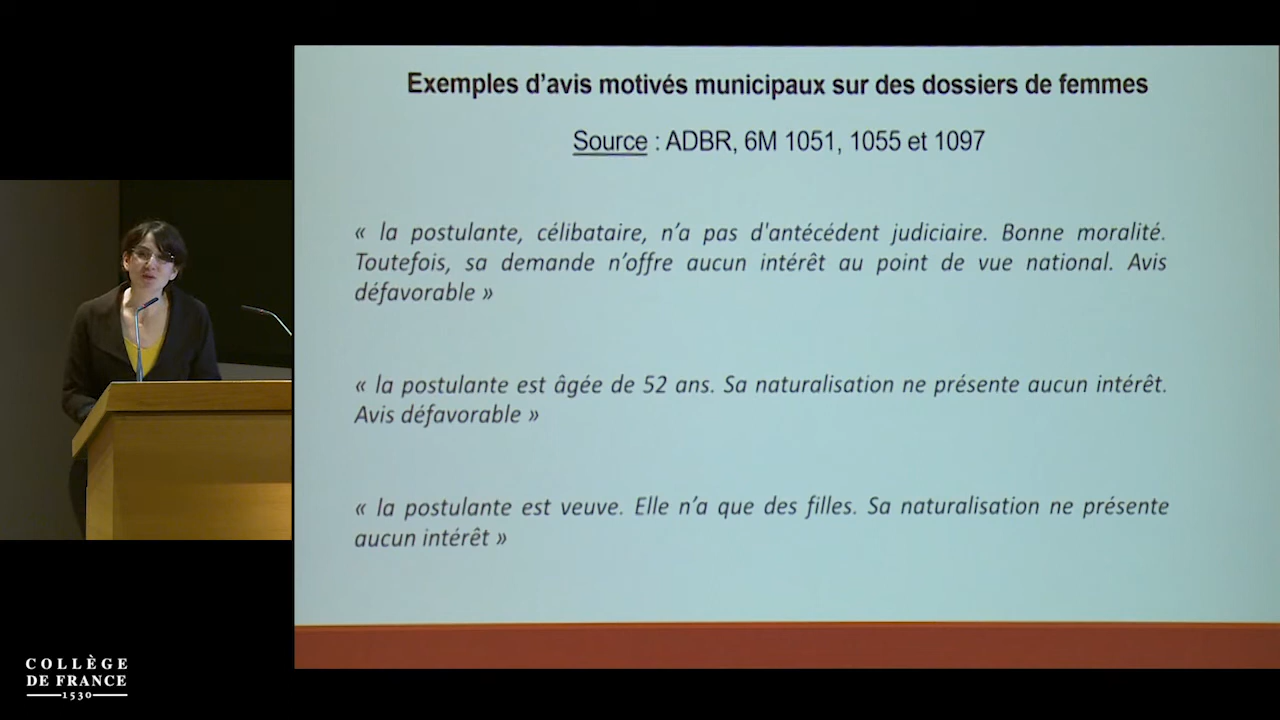 Exemples d’avis motivés municipaux sur des dossiers de femmes
Source : ADBR, 6M 1051, 1055 et 1097
« la postulante, célibataire, n’a pas d'antécédent judiciaire. Bonne moralité.
Toutefois, sa demande n’offre aucun intérêt au point de vue national. Avis
défavorable »
« la postulante est âgée de 52 ans. Sa naturalisation ne présente aucun intérêt.
Avis défavorable »
« la postulante est veuve. Elle n’a que des filles. Sa naturalisation ne présente
aucun intérêt »
COLLÈGE
DE FRANCE
1530